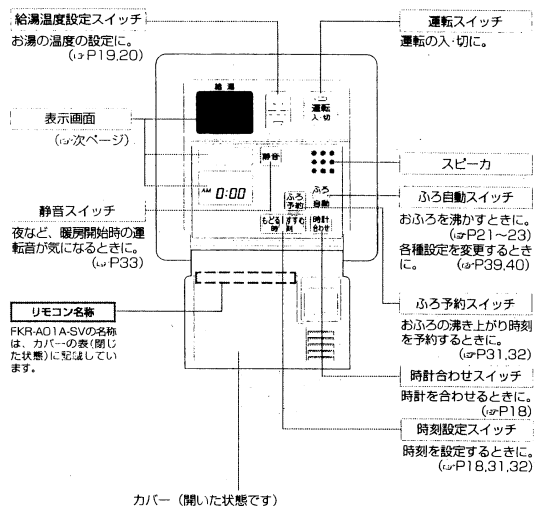 給湯温度設定スイッチ
お湯の温度の設定に。
(☞P19,20)
運転スイッチ
運転の入・切に。
給湯
運転
入・切
表示画面
(☞次ページ)
静音
スピーカ
AM 0:00
ふろ
自動
ふろ
予約
ふろ自動スイッチ
おふろを沸かすときに。
(☞P21～23)
各種設定を変更するとき
に。 (☞P39,40)
静音スイッチ
夜など、暖房開始時の運
転音が気になるときに。
(☞P33)
もどる すすむ
時 刻
時計
合わせ
リモコン名称
FKR-A01A-SVの名称
は、カバーの表(閉じ
た状態)に記載してい
ます。
ふろ予約スイッチ
おふろの沸き上がり時刻
を予約するときに。
(☞P31,32)
時計合わせスイッチ
時計を合わせるときに。
(☞P18)
時刻設定スイッチ
時刻を設定するときに。
(☞P18,31,32)
カバー（開いた状態です）